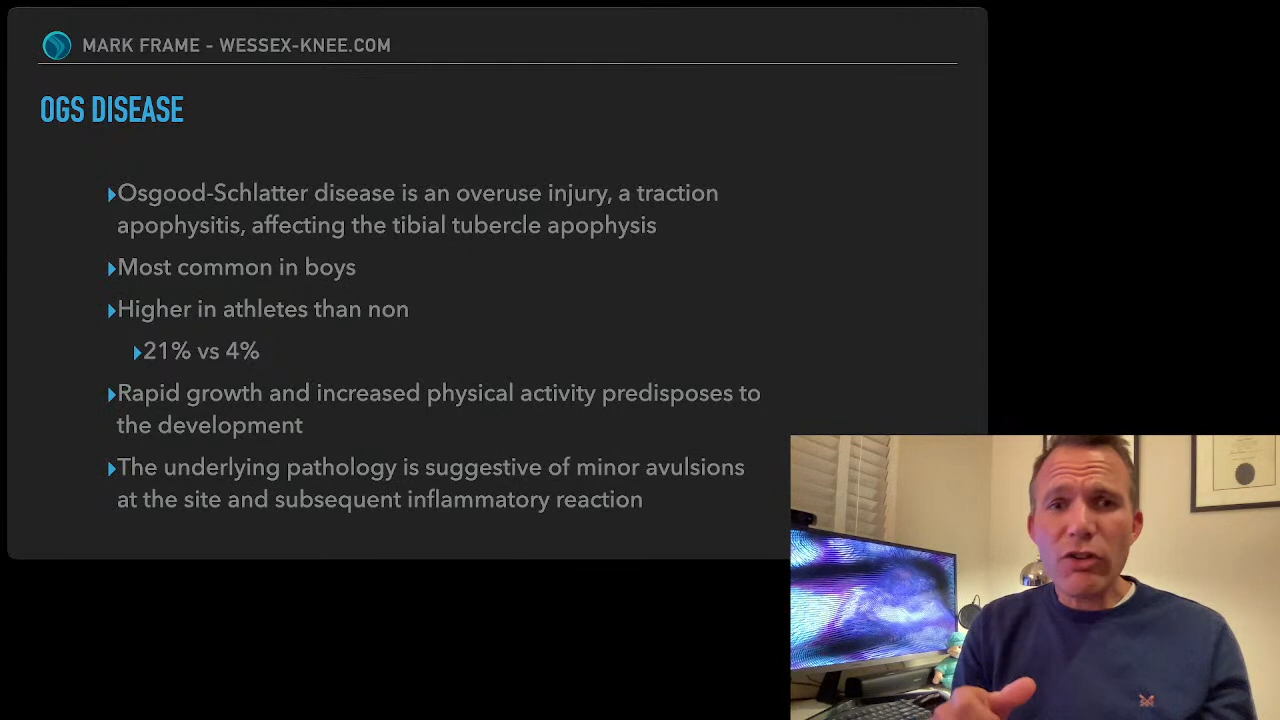 MARK FRAME - WESSEX-KNEE.COM
OGS DISEASE
Osgood-Schlatter disease is an overuse injury, a traction
apophysitis, affecting the tibial tubercle apophysis
Most common in boys
Higher in athletes than non
21% vs 4%
Rapid growth and increased physical activity predisposes to
the development
The underlying pathology is suggestive of minor avulsions
at the site and subsequent inflammatory reaction